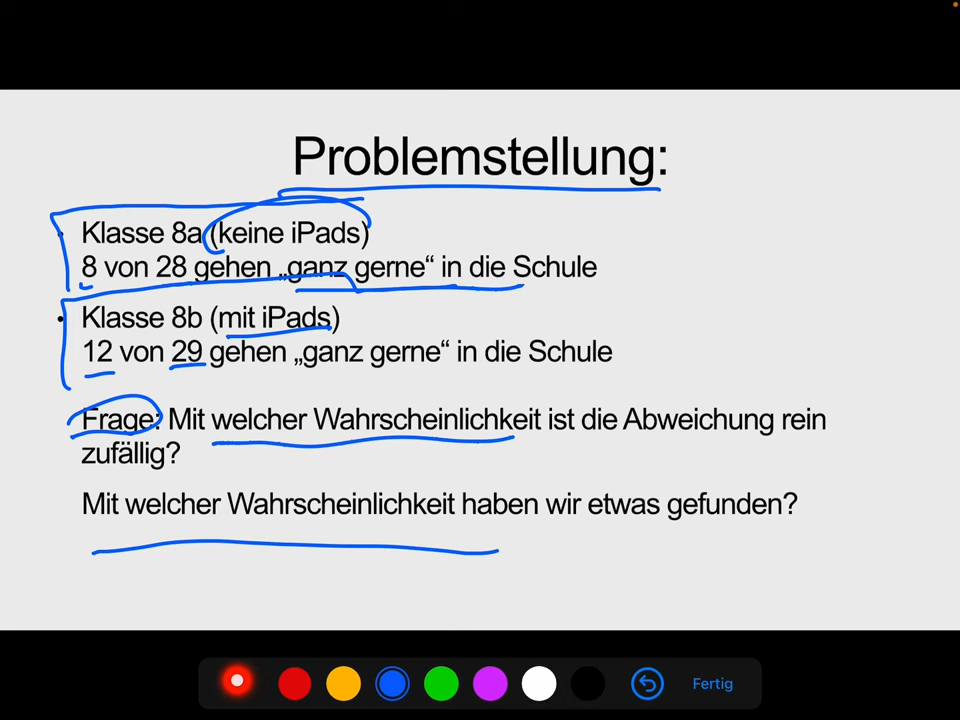 Problemstellung:
• Klasse 8a (keine iPads)
8 von 28 gehen „ganz gerne“ in die Schule
• Klasse 8b (mit iPads)
12 von 29 gehen „ganz gerne“ in die Schule
Frage: Mit welcher Wahrscheinlichkeit ist die Abweichung rein
zufällig?
Mit welcher Wahrscheinlichkeit haben wir etwas gefunden?
Fertig